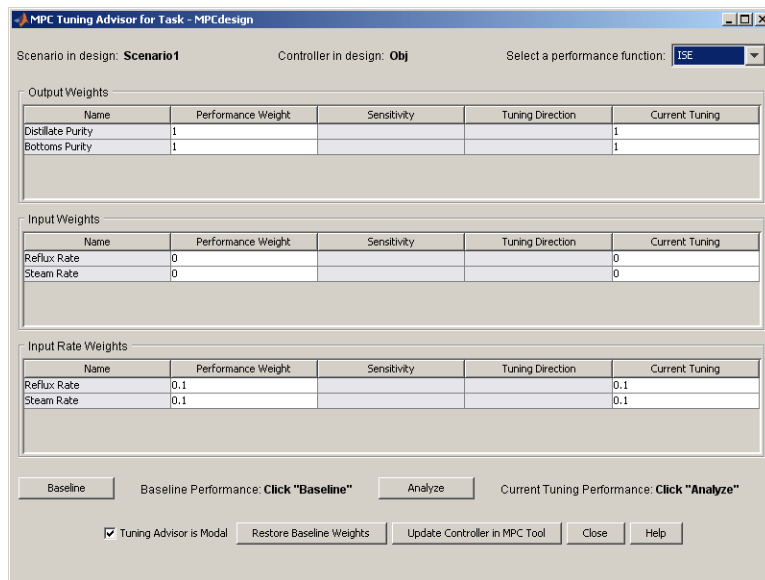 MPC Tuning Advisor for Task - MPCdesign
Scenario in design: Scenario1 Controller in design: Obj Select a performance function: ISE
Output Weights
Name Performance Weight Sensitivity Tuning Direction Current Tuning
Distillate Purity 1 1
Bottoms Purity 1 1
Input Weights
Name Performance Weight Sensitivity Tuning Direction Current Tuning
Reflux Rate 0 0
Steam Rate 0 0
Input Rate Weights
Name Performance Weight Sensitivity Tuning Direction Current Tuning
Reflux Rate 0.1 0.1
Steam Rate 0.1 0.1
Baseline Baseline Performance: Click "Baseline" Analyze Current Tuning Performance: Click "Analyze"
Tuning Advisor is Modal Restore Baseline Weights Update Controller in MPC Tool Close Help